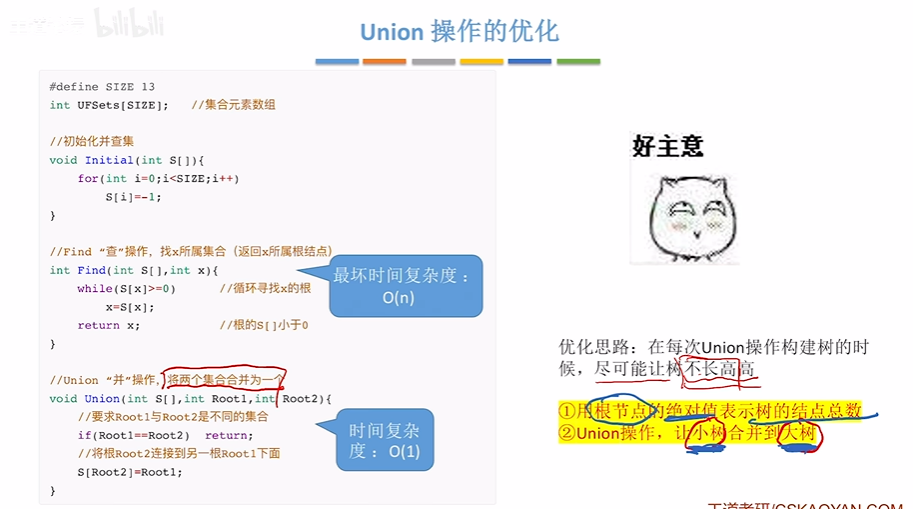 bilibili
Union 操作的优化
#define SIZE 13
int UFSets[SIZE];   //集合元素数组
//初始化并查集
void Initial(int S[]){
for(int i=0;i<SIZE;i++)
S[i]=-1;
}
//Find “查”操作，找x所属集合（返回x所属根结点）
int Find(int S[],int x){
while(S[x]>=0)      //循环寻找x的根
x=S[x];
return x;           //根的S[]小于0
}
最坏时间复杂度：
O(n)
//Union “并”操作，将两个集合合并为一个
void Union(int S[],int Root1,int Root2){
//要求Root1与Root2是不同的集合
if(Root1==Root2)  return;
//将根Root2连接到另一根Root1下面
S[Root2]=Root1;
}
时间复杂
度：O(1)
好主意
优化思路：在每次Union操作构建树的时
候，尽可能让树不长高高
①用根节点的绝对值表示树的结点总数
②Union操作，让小树合并到大树
王道考研/CSKAOYAN.COM